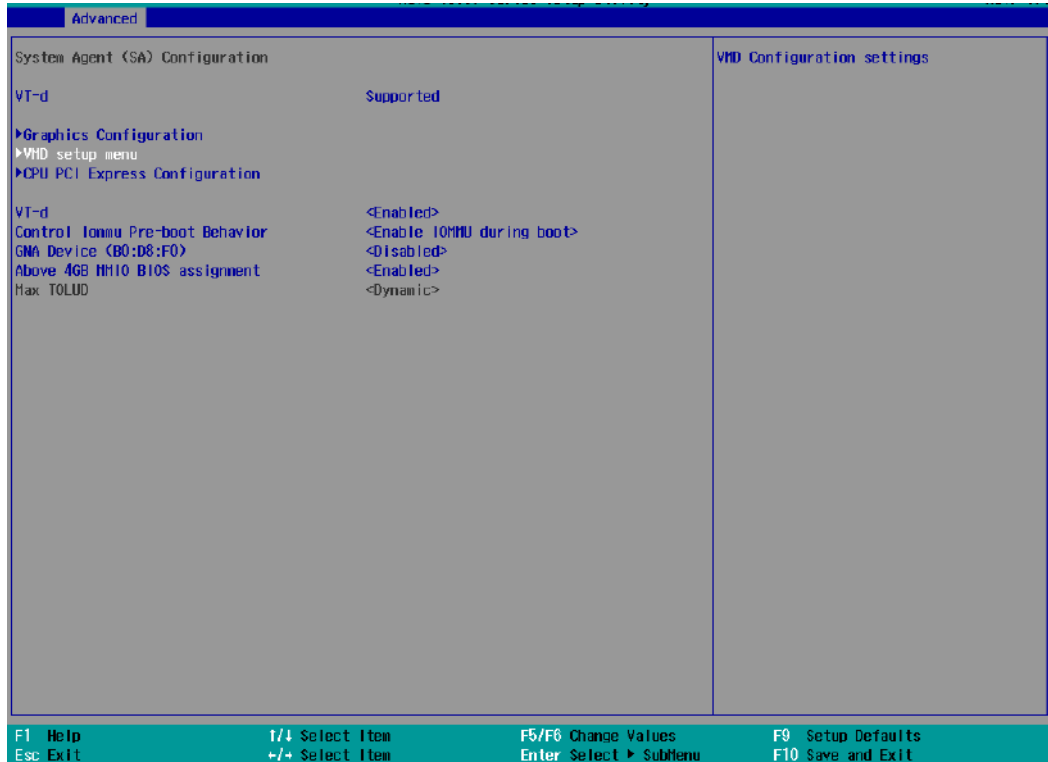 Advanced
System Agent (SA) Configuration
VMD Configuration settings
VT-d Supported
▶Graphics Configuration
▶VMD setup menu
▶CPU PCI Express Configuration
VT-d <Enabled>
Control Iommu Pre-boot Behavior <Enable IOMMU during boot>
GNA Device (B0:D8:F0) <Disabled>
Above 4GB MMIO BIOS assignment <Enabled>
Max TOLUD <Dynamic>
F1 Help ↑/↓ Select Item F5/F6 Change Values F9 Setup Defaults
Esc Exit ←/→ Select Item Enter Select ▶ SubMenu F10 Save and Exit